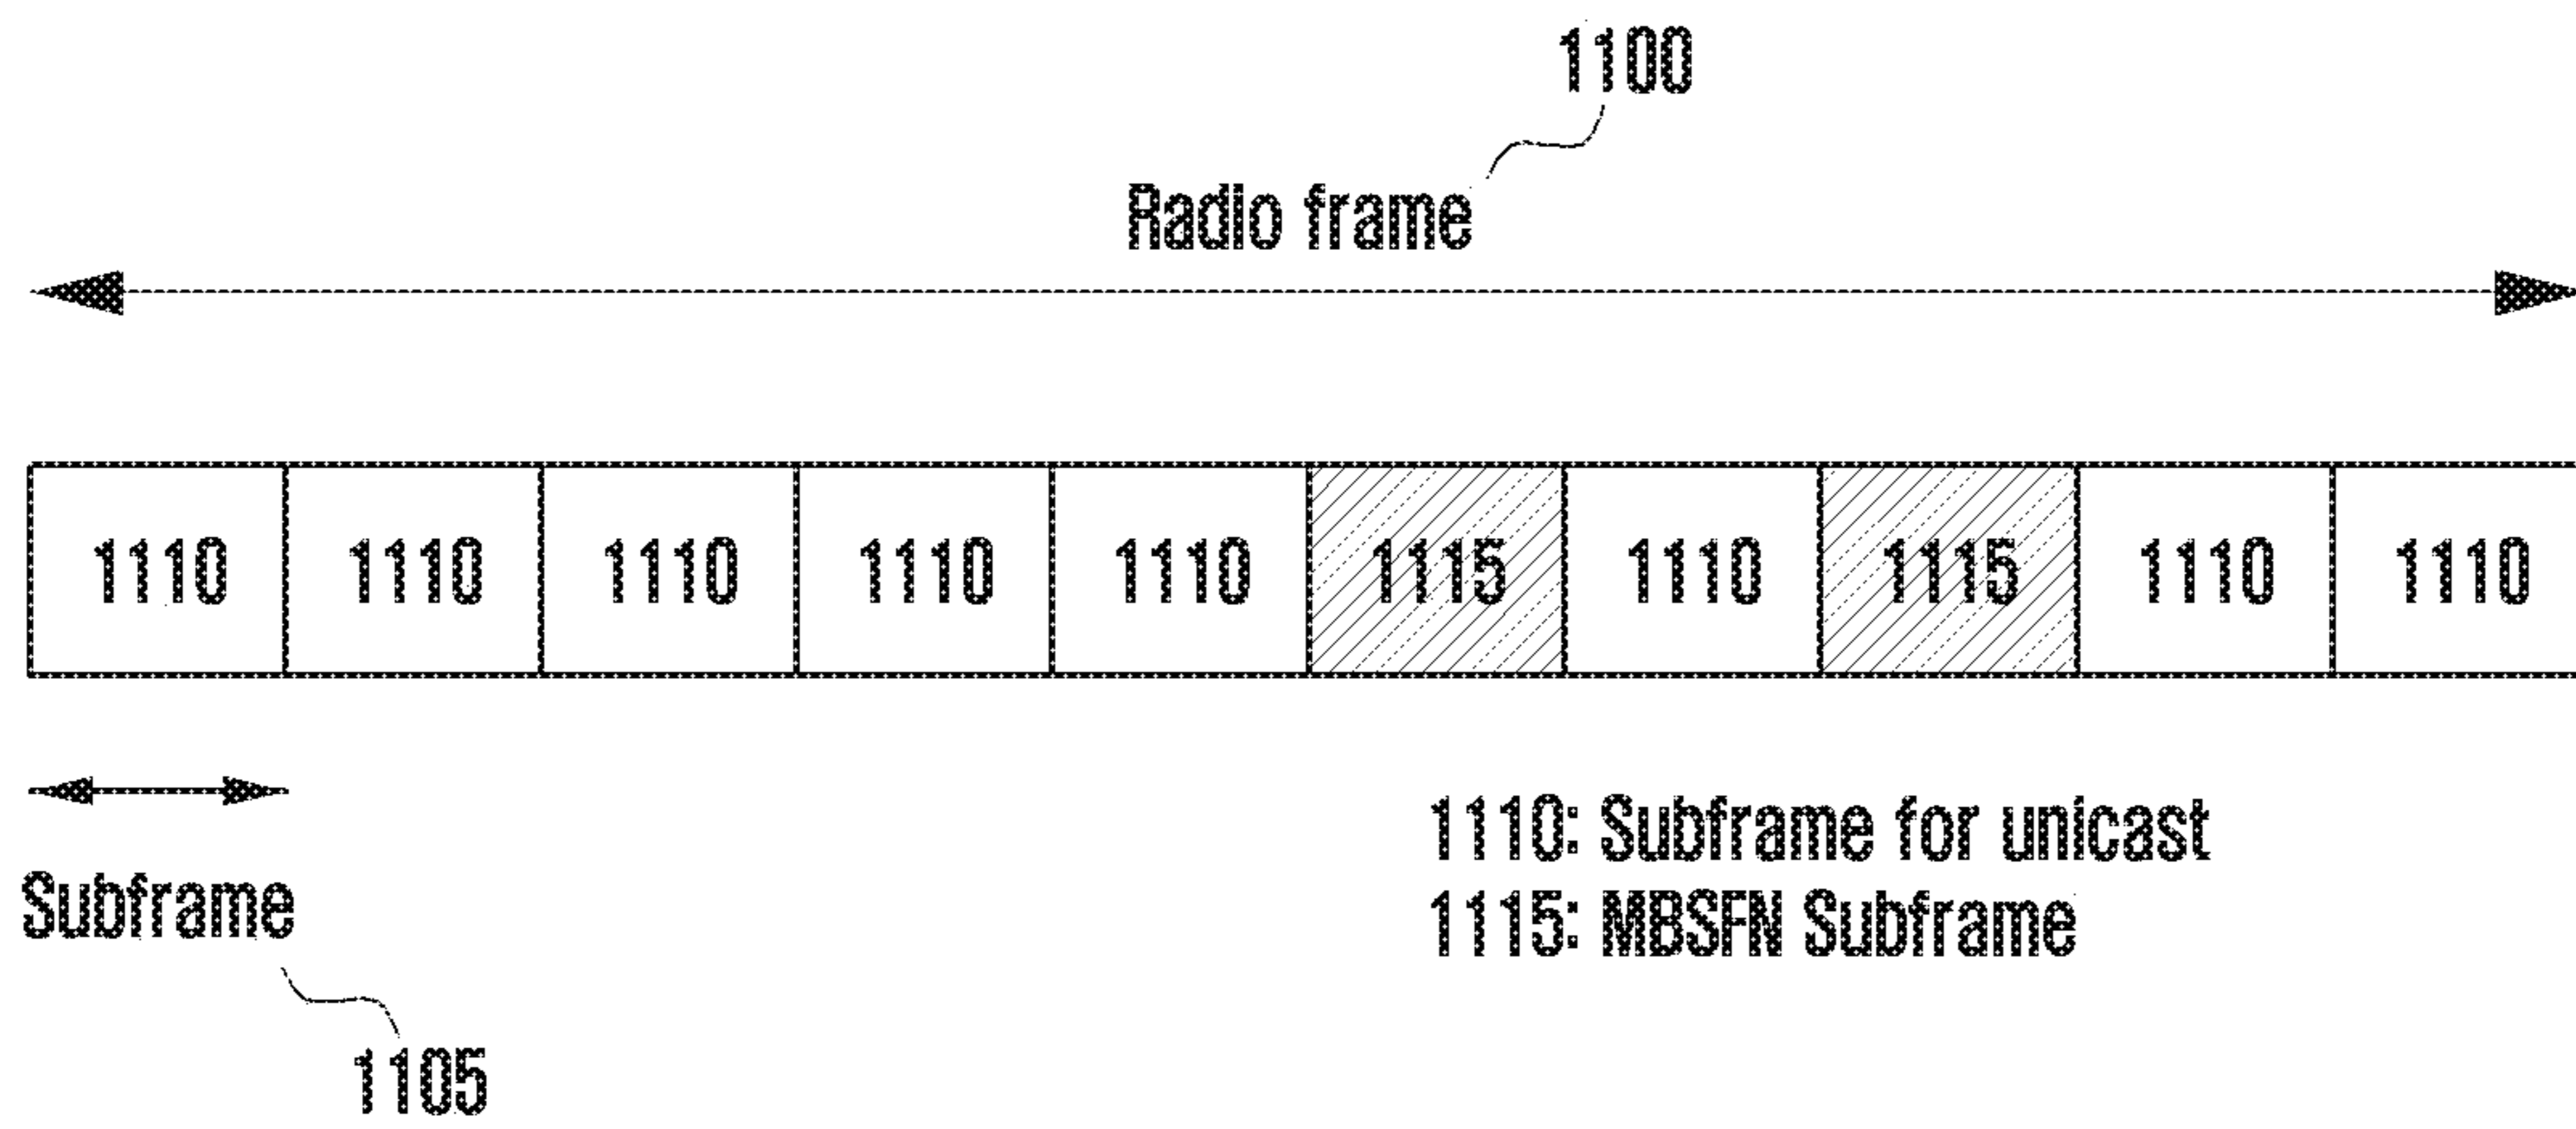 1100
Radio frame
1110 1110 1110 1110 1110 1115 1110 1115 1110 1110
Subframe
1105
1110: Subframe for unicast
1115: MBSFN Subframe